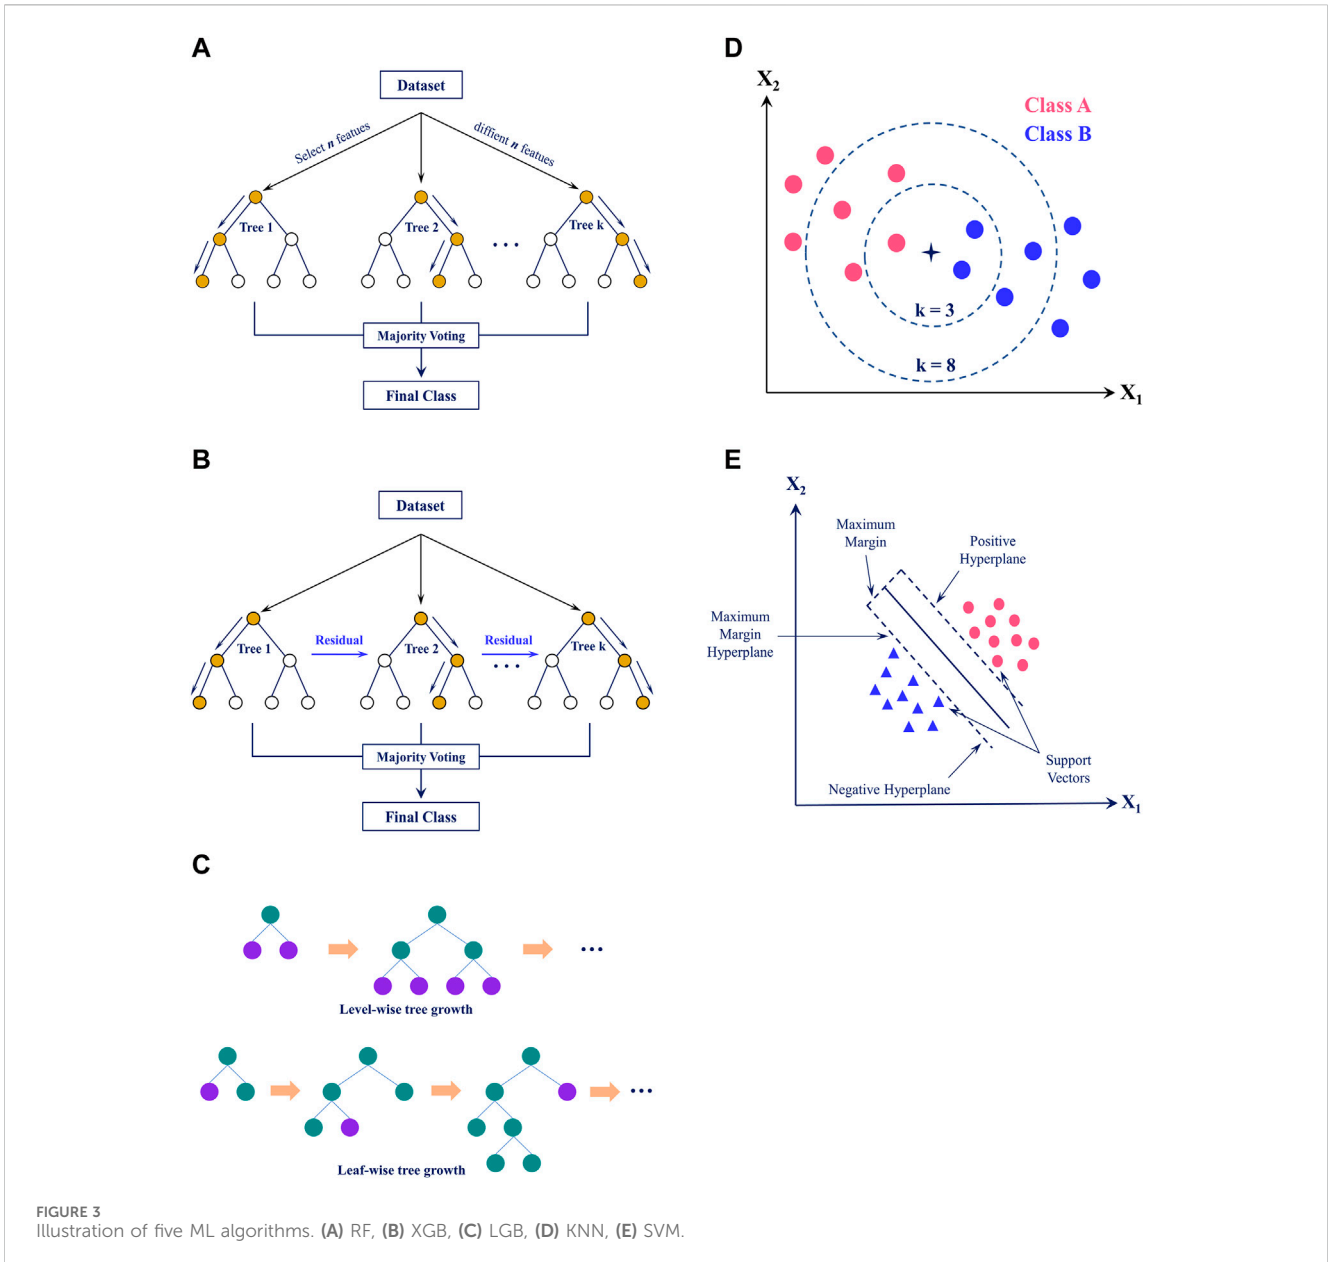 A
Dataset
Select n featues
diffient n featues
Tree 1
Tree 2
Tree k
...
Majority Voting
Final Class
B
Dataset
Residual
Residual
Tree 1
Tree 2
Tree k
...
Majority Voting
Final Class
C
...
Level-wise tree growth
...
Leaf-wise tree growth
D
X2
Class A
Class B
k = 3
k = 8
X1
E
X2
Maximum
Margin
Positive
Hyperplane
Maximum
Margin
Hyperplane
Support
Vectors
Negative Hyperplane
X1
FIGURE 3
Illustration of five ML algorithms. (A) RF, (B) XGB, (C) LGB, (D) KNN, (E) SVM.